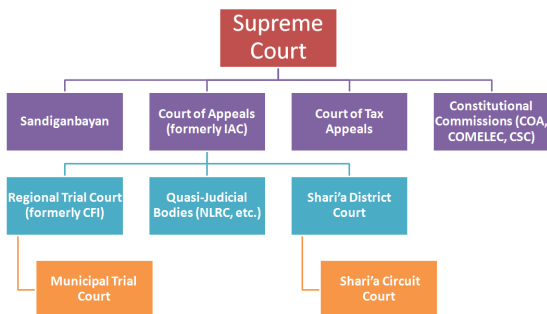 Supreme
Court
Sandiganbayan
Court of Appeals
(formerly IAC)
Court of Tax
Appeals
Constitutional
Commissions (COA,
COMELEC, CSC)
Regional Trial Court
(formerly CFI)
Quasi-Judicial
Bodies (NLRC, etc.)
Shari'a District
Court
Municipal Trial
Court
Shari'a Circuit
Court